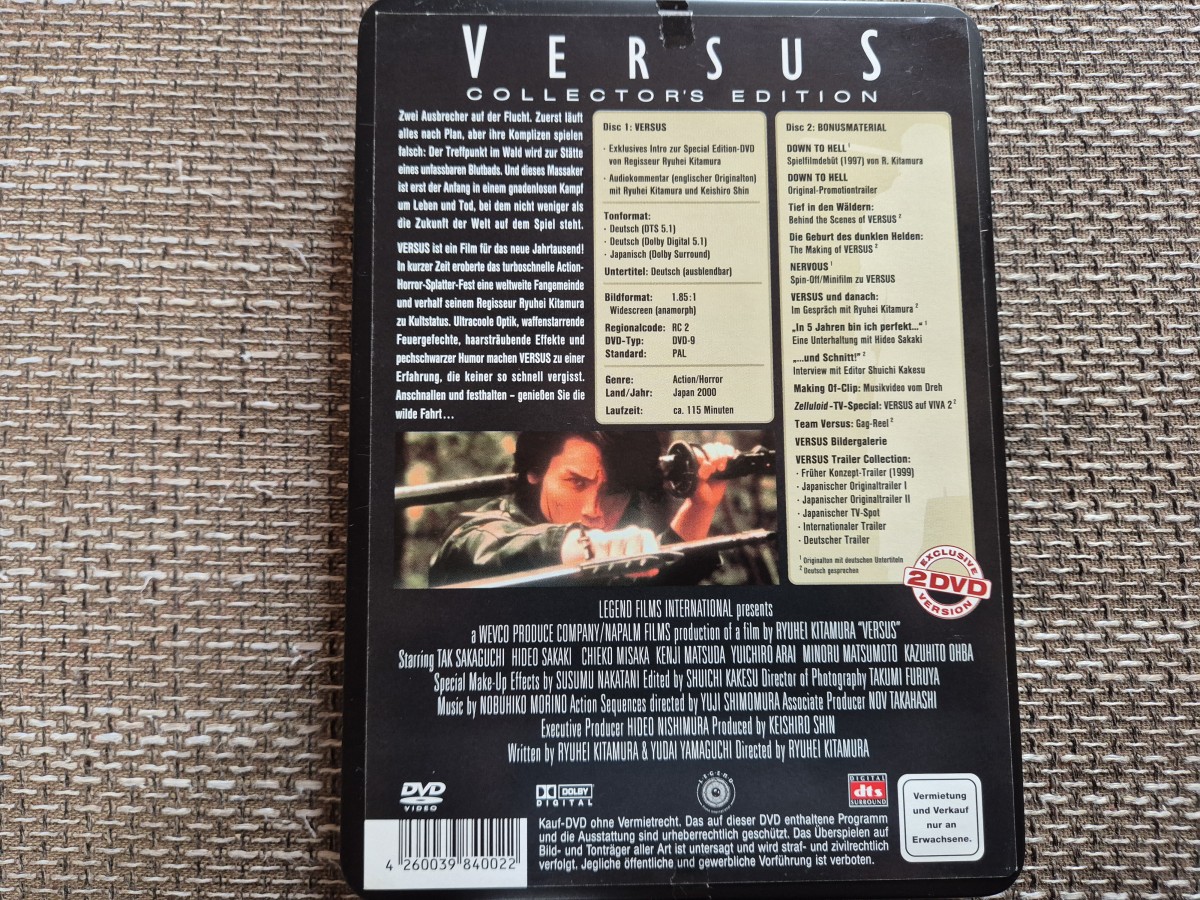 VERSUS
COLLECTOR'S EDITION
Zwei Ausbrecher auf der Flucht. Zuerst läuft
alles nach Plan, aber ihre Komplizen spielen
falsch: Der Treffpunkt im Wald wird zur Stätte
eines unfassbaren Blutbads. Und dieses Massaker
ist erst der Anfang in einem gnadenlosen Kampf
um Leben und Tod, bei dem nicht weniger als
die Zukunft der Welt auf dem Spiel steht.
VERSUS ist ein Film für das neue Jahrtausend!
In kurzer Zeit eroberte das turboschnelle Action-
Horror-Splatter-Fest eine weltweite Fangemeinde
und verhalf seinem Regisseur Ryuhei Kitamura
zu Kultstatus. Ultracoole Optik, waffenstarrende
Feuergefechte, haarsträubende Effekte und
pechschwarzer Humor machen VERSUS zu einer
Erfahrung, die keiner so schnell vergisst.
Anschnallen und festhalten – genießen Sie die
wilde Fahrt...
Disc 1: VERSUS
· Exklusives Intro zur Special Edition-DVD
von Regisseur Ryuhei Kitamura
· Audiokommentar (englischer Originalton)
mit Ryuhei Kitamura und Keishiro Shin
Tonformat:
· Deutsch (DTS 5.1)
· Deutsch (Dolby Digital 5.1)
· Japanisch (Dolby Surround)
Untertitel: Deutsch (ausblendbar)
Bildformat: 1.85:1
Widescreen (anamorph)
Regionalcode: RC 2
DVD-Typ: DVD-9
Standard: PAL
Genre: Action/Horror
Land/Jahr: Japan 2000
Laufzeit: ca. 115 Minuten
Disc 2: BONUSMATERIAL
DOWN TO HELL ¹
Spielfilmdebüt (1997) von R. Kitamura
DOWN TO HELL
Original-Promotiontrailer
Tief in den Wäldern:
Behind the Scenes of VERSUS ²
Die Geburt des dunklen Helden:
The Making of VERSUS ²
NERVOUS ¹
Spin-Off/Minifilm zu VERSUS
VERSUS und danach:
Im Gespräch mit Ryuhei Kitamura ²
„In 5 Jahren bin ich perfekt..." ¹
Eine Unterhaltung mit Hideo Sakaki
„...und Schnitt!" ²
Interview mit Editor Shuichi Kakesu
Making Of-Clip: Musikvideo vom Dreh
Zelluloid-TV-Special: VERSUS auf VIVA 2 ²
Team Versus: Gag-Reel ²
VERSUS Bildergalerie
VERSUS Trailer Collection:
· Früher Konzept-Trailer (1999)
· Japanischer Originaltrailer I
· Japanischer Originaltrailer II
· Japanischer TV-Spot
· Internationaler Trailer
· Deutscher Trailer
¹ Originalton mit deutschen Untertiteln
² Deutsch gesprochen
EXCLUSIVE
2 DVD
VERSION
LEGEND FILMS INTERNATIONAL presents
a WEVCO PRODUCE COMPANY/NAPALM FILMS production of a film by RYUHEI KITAMURA "VERSUS"
Starring TAK SAKAGUCHI HIDEO SAKAKI CHIEKO MISAKA KENJI MATSUDA YUICHIRO ARAI MINORU MATSUMOTO KAZUHITO OHBA
Special Make-Up Effects by SUSUMU NAKATANI Edited by SHUICHI KAKESU Director of Photography TAKUMI FURUYA
Music by NOBUHIKO MORINO Action Sequences directed by YUJI SHIMOMURA Associate Producer NOV TAKAHASHI
Executive Producer HIDEO NISHIMURA Produced by KEISHIRO SHIN
Written by RYUHEI KITAMURA & YUDAI YAMAGUCHI Directed by RYUHEI KITAMURA
DVD
VIDEO
DOLBY
DIGITAL
LEGEND
DIGITAL
dts
SURROUND
Vermietung
und Verkauf
nur an
Erwachsene.
4 260039 840022
Kauf-DVD ohne Vermietrecht. Das auf dieser DVD enthaltene Programm
und die Ausstattung sind urheberrechtlich geschützt. Das Überspielen auf
Bild- und Tonträger aller Art ist untersagt und wird straf- und zivilrechtlich
verfolgt. Jegliche öffentliche und gewerbliche Vorführung ist verboten.